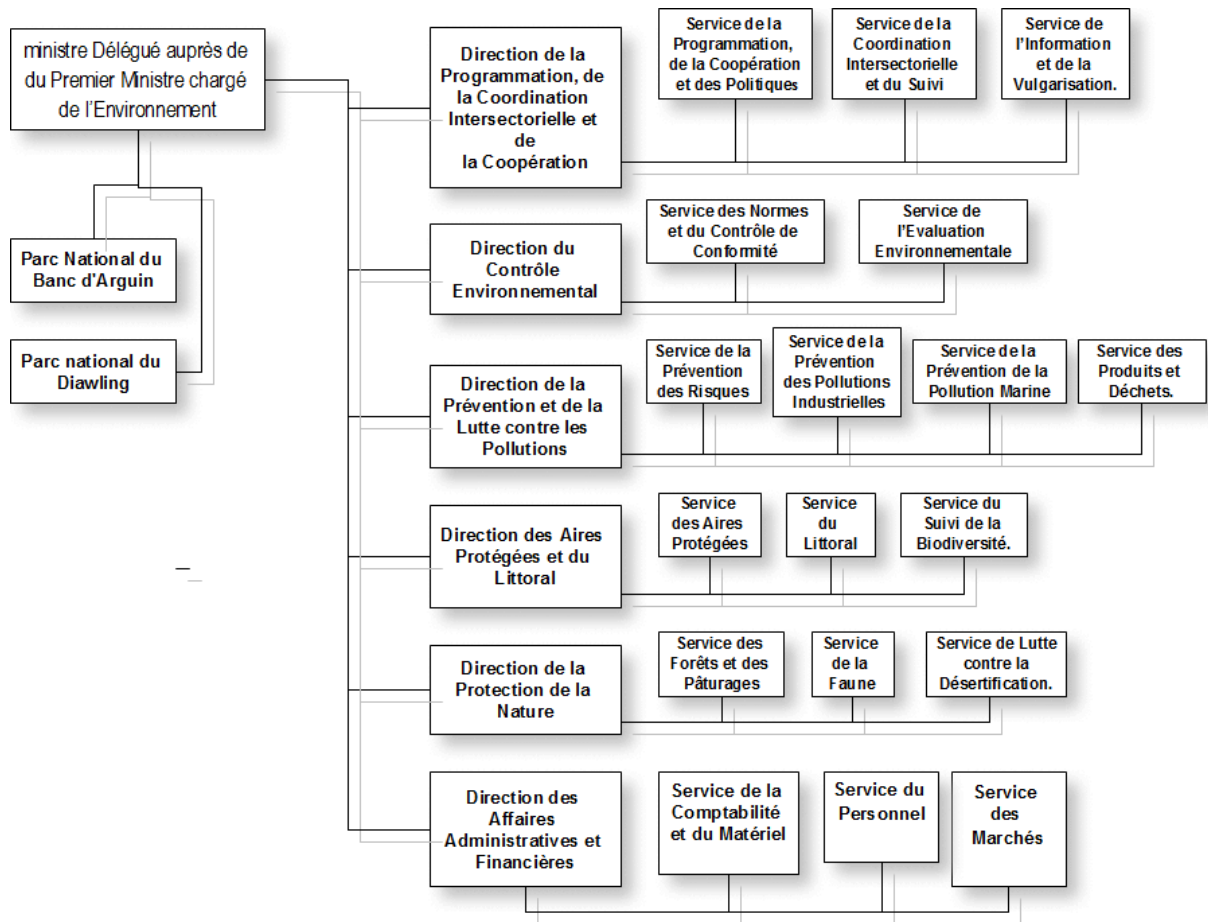 ministre Délégué auprès de
du Premier Ministre chargé
de l'Environnement
Parc National du
Banc d'Arguin
Parc national du
Diawling
Direction de la
Programmation, de
la Coordination
Intersectorielle et
de
la Coopération
Service de la
Programmation,
de la Coopération
et des Politiques
Service de la
Coordination
Intersectorielle
et du Suivi
Service de
l'Information
et de la
Vulgarisation.
Direction du
Contrôle
Environnemental
Service des Normes
et du Contrôle de
Conformité
Service de
l'Evaluation
Environnementale
Direction de la
Prévention et de la
Lutte contre les
Pollutions
Service de la
Prévention
des Risques
Service de la
Prévention
des Pollutions
Industrielles
Service de la
Prévention de la
Pollution Marine
Service des
Produits et
Déchets.
Direction des Aires
Protégées et du
Littoral
Service
des Aires
Protégées
Service
du
Littoral
Service du
Suivi de la
Biodiversité.
Direction de la
Protection de la
Nature
Service des
Forêts et des
Pâturages
Service
de la
Faune
Service de Lutte
contre la
Désertification.
Direction des
Affaires
Administratives et
Financières
Service de la
Comptabilité
et du Matériel
Service du
Personnel
Service
des
Marchés